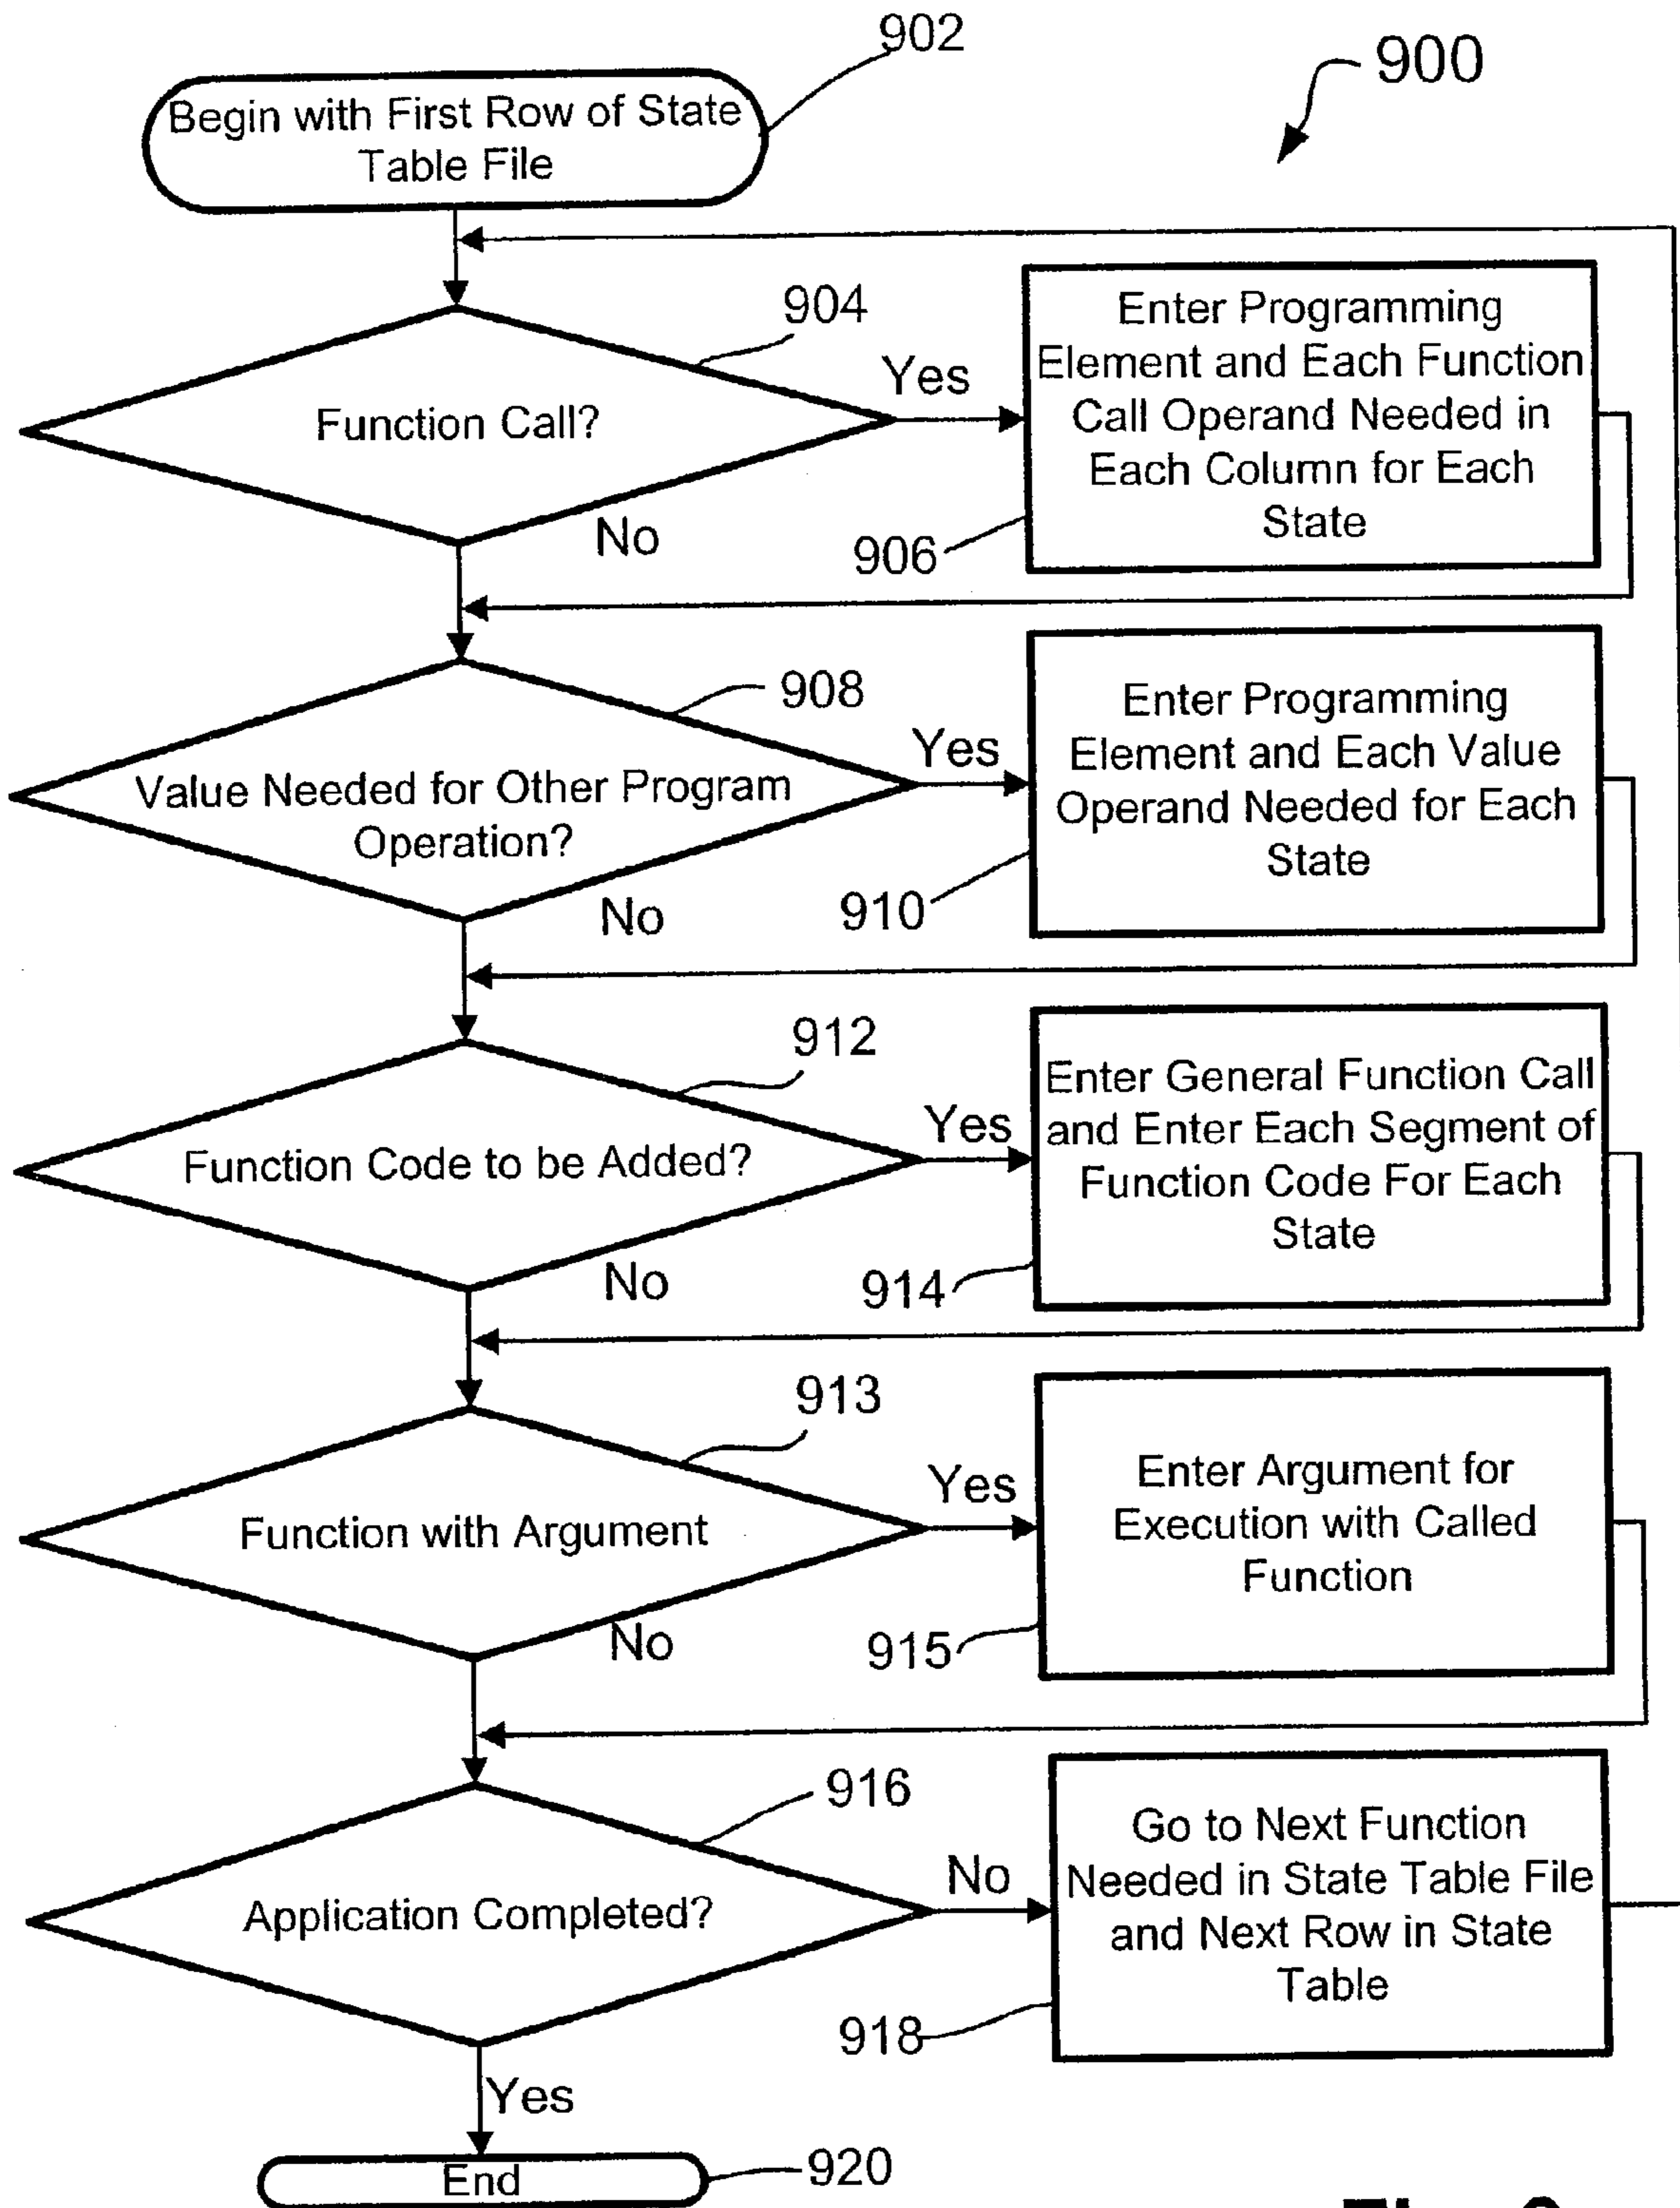 902
900
Begin with First Row of State
Table File
904
Function Call?
Yes
No
Enter Programming
Element and Each Function
Call Operand Needed in
Each Column for Each
State
906
908
Value Needed for Other Program
Operation?
Yes
No
Enter Programming
Element and Each Value
Operand Needed for Each
State
910
912
Function Code to be Added?
Yes
No
Enter General Function Call
and Enter Each Segment of
Function Code For Each
State
914
913
Function with Argument
Yes
No
Enter Argument for
Execution with Called
Function
915
916
Application Completed?
No
Yes
Go to Next Function
Needed in State Table File
and Next Row in State
Table
918
End
920